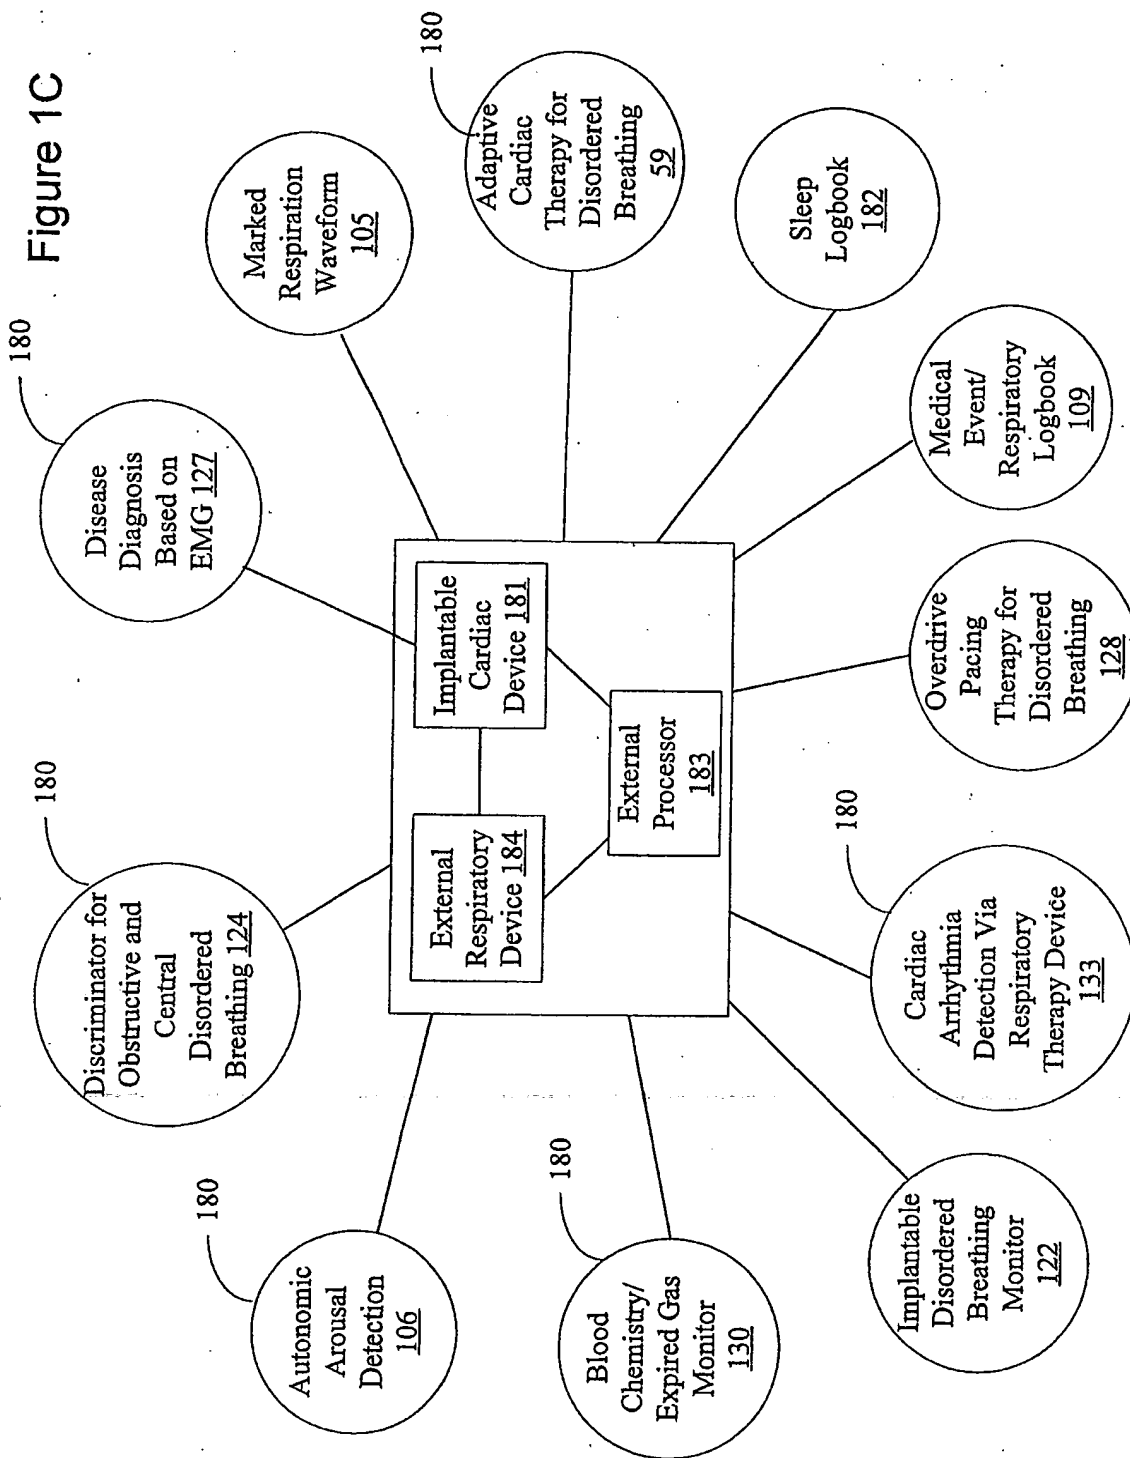 Figure 1C
180
Discriminator for
Obstructive and
Central
Disordered
Breathing 124
180
Disease
Diagnosis
Based on
EMG 127
Marked
Respiration
Waveform
105
180
Adaptive
Cardiac
Therapy for
Disordered
Breathing
59
Sleep
Logbook
182
Medical
Event/
Respiratory
Logbook
109
Overdrive
Pacing
Therapy for
Disordered
Breathing
128
180
Cardiac
Arrhythmia
Detection Via
Respiratory
Therapy Device
133
Implantable
Disordered
Breathing
Monitor
122
180
Blood
Chemistry/
Expired Gas
Monitor
130
180
Autonomic
Arousal
Detection
106
External
Respiratory
Device 184
Implantable
Cardiac
Device 181
External
Processor
183